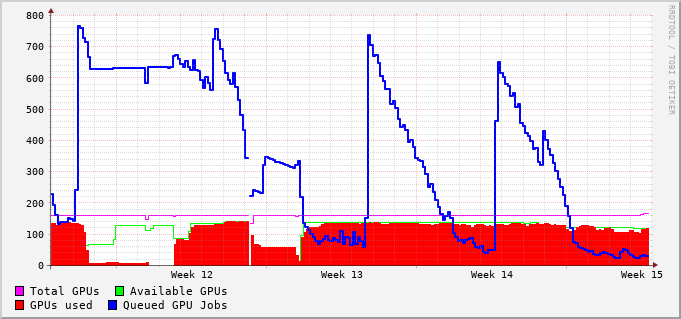 800
700
600
500
400
300
200
100
0
Week 12 Week 13 Week 14 Week 15
Total GPUs Available GPUs
GPUs used Queued GPU Jobs
RRDTOOL / TOBI OETIKER